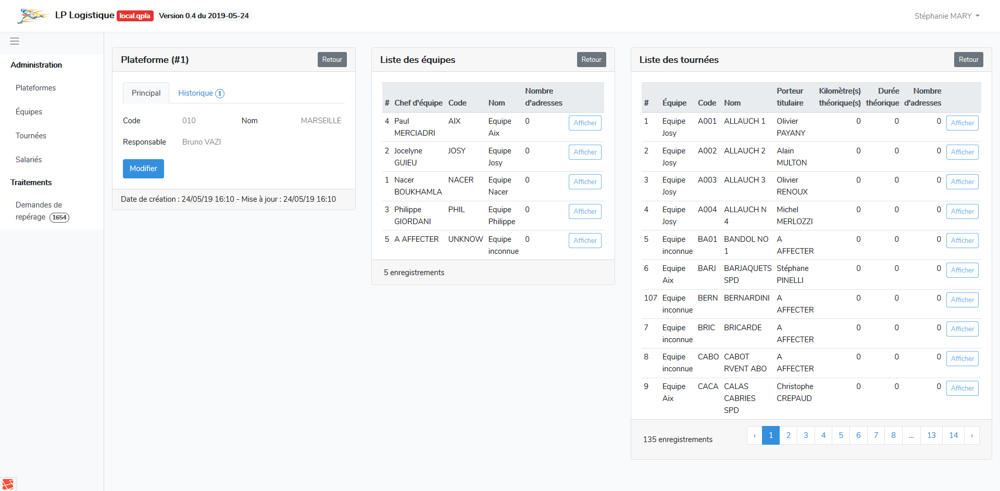 LP Logistique local.qpla Version 0.4 du 2019-05-24
Stéphanie MARY
Administration
Plateformes
Équipes
Tournées
Salariés
Traitements
Demandes de
repérage 1654
Plateforme (#1) Retour
Principal Historique 1
Code 010 Nom MARSEILLE
Responsable Bruno VAZI
Modifier
Date de création : 24/05/19 16:10 - Mise à jour : 24/05/19 16:10
Liste des équipes Retour
Nombre
# Chef d'équipe Code Nom d'adresses
4 Paul AIX Equipe 0 Afficher
MERCIADRI Aix
2 Jocelyne JOSY Equipe 0 Afficher
GUIEU Josy
1 Nacer NACER Equipe 0 Afficher
BOUKHAMLA Nacer
3 Philippe PHIL Equipe 0 Afficher
GIORDANI Philippe
5 A AFFECTER UNKNOW Equipe 0 Afficher
inconnue
5 enregistrements
Liste des tournées Retour
Porteur Kilomètre(s) Durée Nombre
# Équipe Code Nom titulaire théorique(s) théorique d'adresses
1 Equipe A001 ALLAUCH 1 Olivier 0 0 0 Afficher
Josy PAYANY
2 Equipe A002 ALLAUCH 2 Alain 0 0 0 Afficher
Josy MULTON
3 Equipe A003 ALLAUCH 3 Olivier 0 0 0 Afficher
Josy RENOUX
4 Equipe A004 ALLAUCH N Michel 0 0 0 Afficher
Josy 4 MERLOZZI
5 Equipe BA01 BANDOL NO A 0 0 0 Afficher
inconnue 1 AFFECTER
6 Equipe BARJ BARJAQUETS Stéphane 0 0 0 Afficher
Aix SPD PINELLI
107 Equipe BERN BERNARDINI A 0 0 0 Afficher
inconnue AFFECTER
7 Equipe BRIC BRICARDE A 0 0 0 Afficher
inconnue AFFECTER
8 Equipe CABO CABOT A 0 0 0 Afficher
inconnue RVENT ABO AFFECTER
9 Equipe CACA CALAS Christophe 0 0 0 Afficher
Aix CABRIES CREPAUD
SPD
135 enregistrements ‹ 1 2 3 4 5 6 7 8 ... 13 14 ›